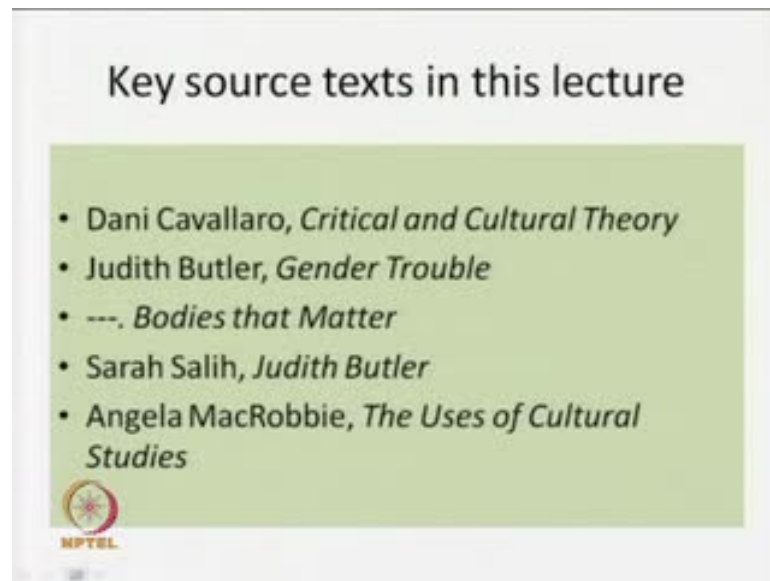 Key source texts in this lecture
• Dani Cavallaro, Critical and Cultural Theory
• Judith Butler, Gender Trouble
• ---. Bodies that Matter
• Sarah Salih, Judith Butler
• Angela MacRobbie, The Uses of Cultural
Studies
NPTEL